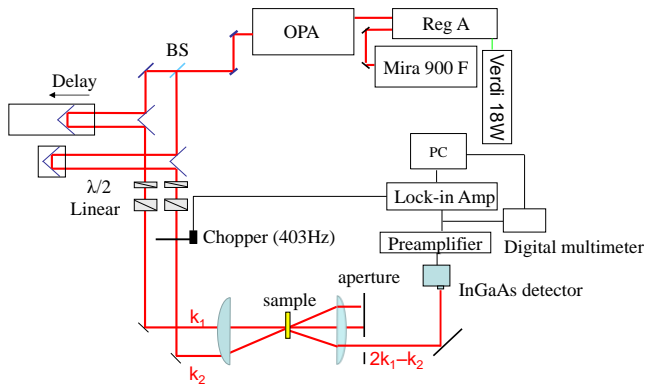 OPA
Reg A
BS
Mira 900 F
Verdi 18W
Delay
PC
λ/2
Linear
Lock-in Amp
Chopper (403Hz)
Preamplifier
Digital multimeter
aperture
InGaAs detector
sample
k₁
k₂
2k₁–k₂